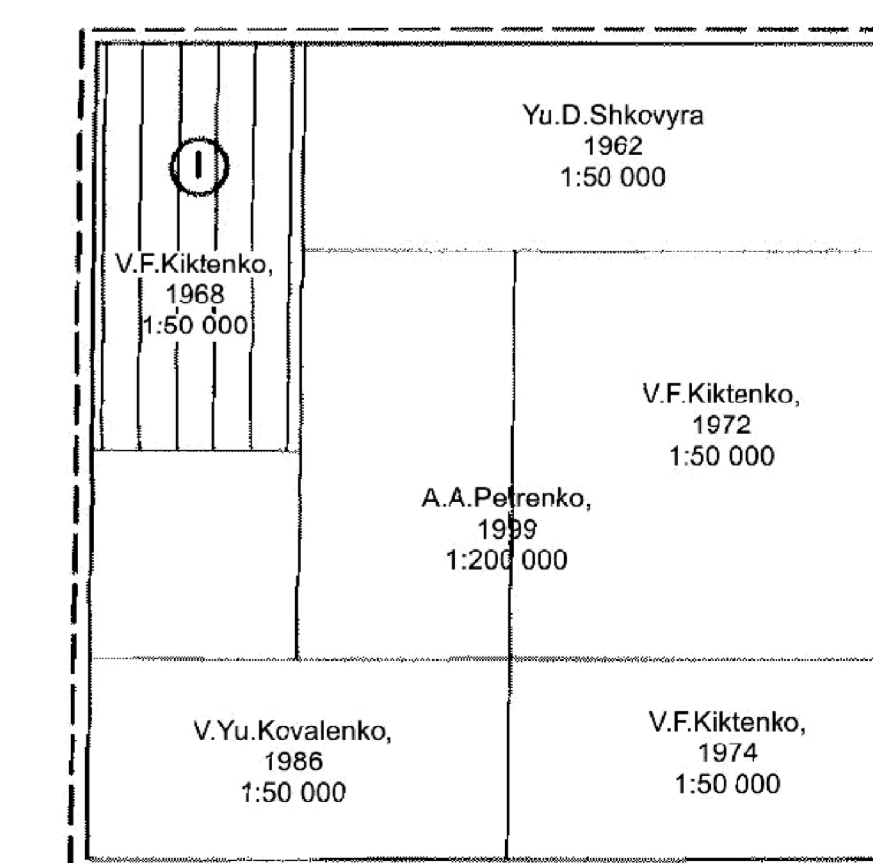 Yu.D.Shkovyra
1962
1:50 000
I
V.F.Kiktenko,
1968
1:50 000
V.F.Kiktenko,
1972
1:50 000
A.A.Petrenko,
1999
1:200 000
V.Yu.Kovalenko,
1986
1:50 000
V.F.Kiktenko,
1974
1:50 000